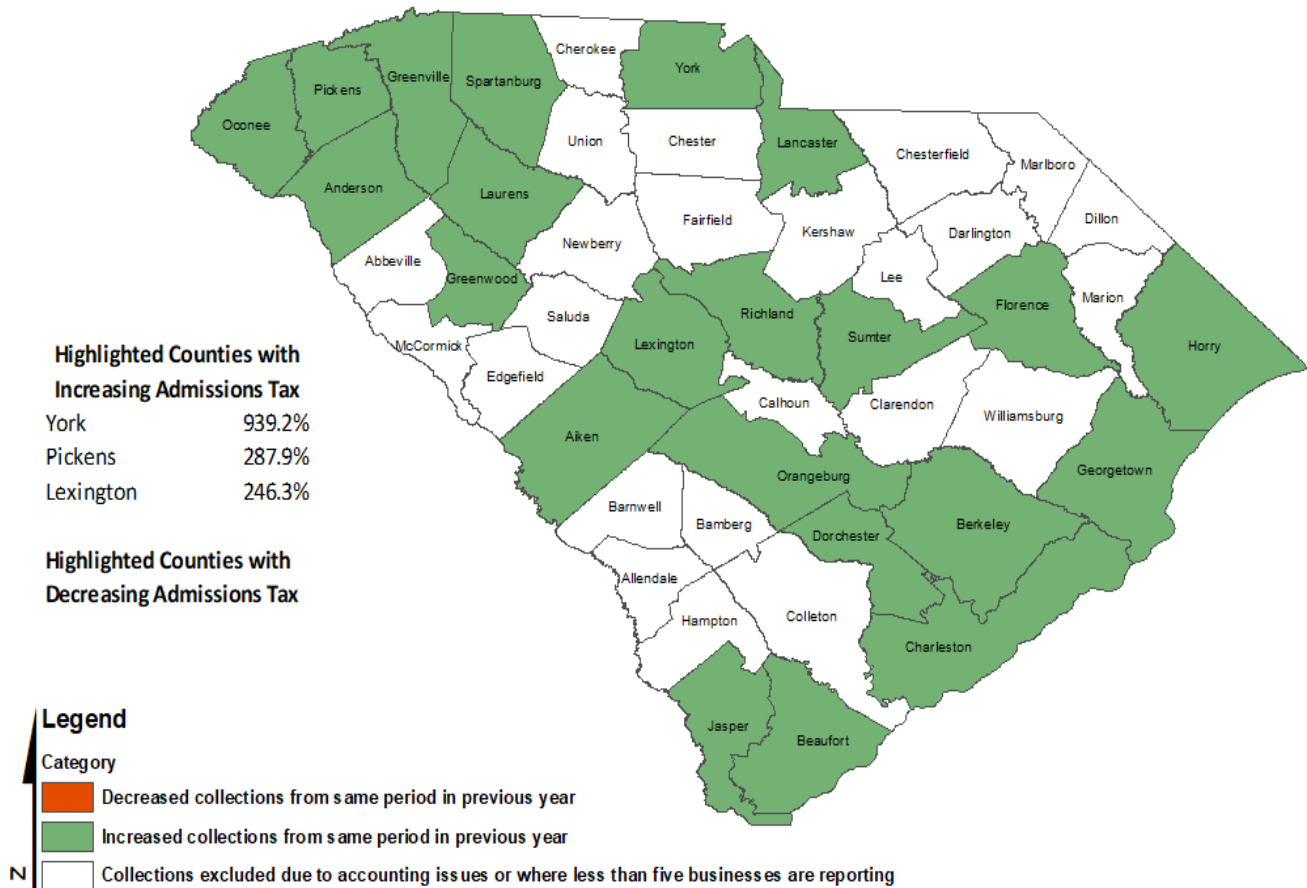 Cherokee
York
Greenville
Spartanburg
Pickens
Oconee
Union
Chester
Lancaster
Chesterfield
Marlboro
Anderson
Laurens
Fairfield
Dillon
Kershaw
Darlington
Newberry
Abbeville
Lee
Greenwood
Marion
Florence
Richland
Saluda
Sumter
Lexington
Horry
McCormick
Edgefield
Calhoun
Clarendon
Williamsburg
Aiken
Georgetown
Orangeburg
Barnwell
Bamberg
Berkeley
Dorchester
Allendale
Colleton
Hampton
Charleston
Jasper
Beaufort
Highlighted Counties with
Increasing Admissions Tax
York 939.2%
Pickens 287.9%
Lexington 246.3%
Highlighted Counties with
Decreasing Admissions Tax
Legend
Category
Decreased collections from same period in previous year
Increased collections from same period in previous year
Collections excluded due to accounting issues or where less than five businesses are reporting
N